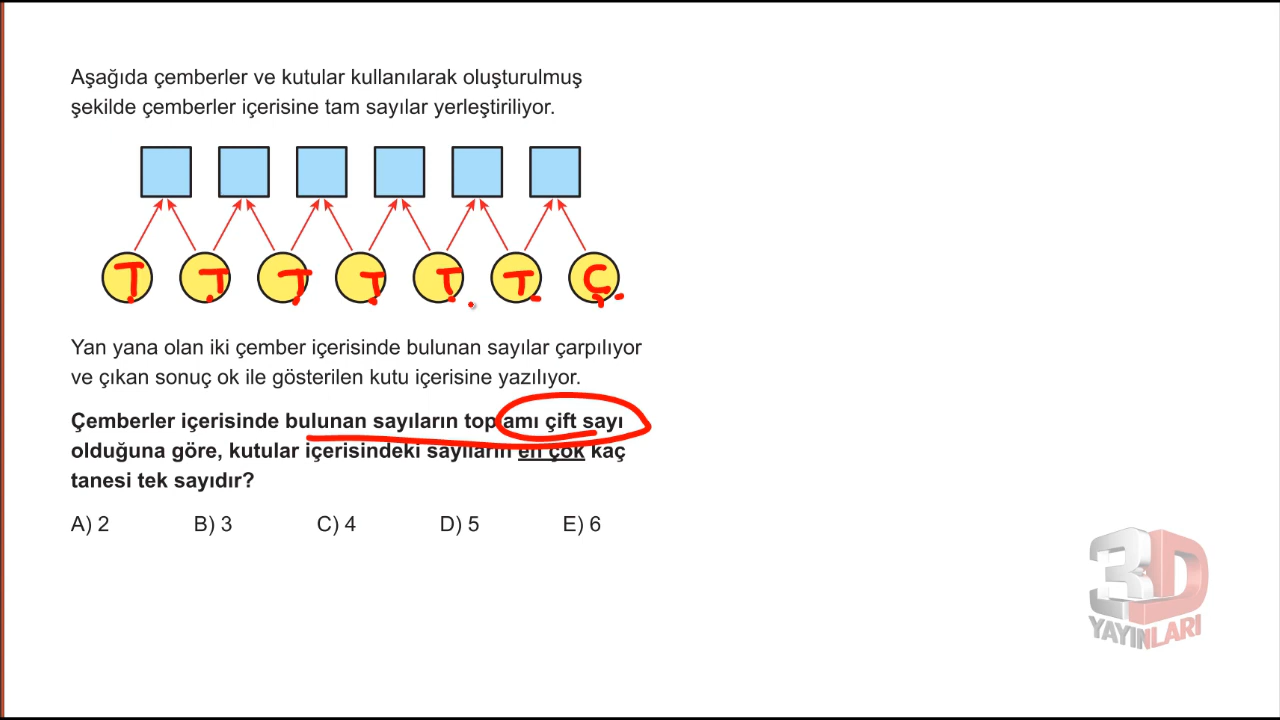 Aşağıda çemberler ve kutular kullanılarak oluşturulmuş
şekilde çemberler içerisine tam sayılar yerleştiriliyor.
T T T T T T Ç
Yan yana olan iki çember içerisinde bulunan sayılar çarpılıyor
ve çıkan sonuç ok ile gösterilen kutu içerisine yazılıyor.
Çemberler içerisinde bulunan sayıların toplamı çift sayı
olduğuna göre, kutular içerisindeki sayıların en çok kaç
tanesi tek sayıdır?
A) 2 B) 3 C) 4 D) 5 E) 6
3D
YAYINLARI